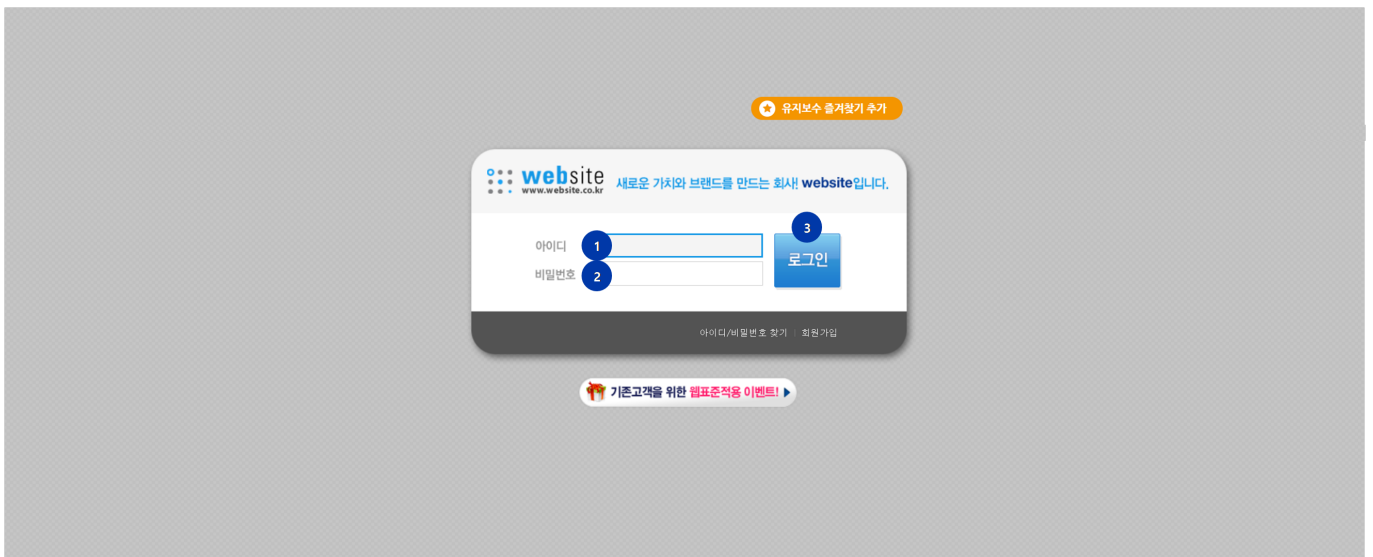 유지보수 즐겨찾기 추가
website
www.website.co.kr
새로운 가치와 브랜드를 만드는 회사! website입니다.
3
아이디 1
로그인
비밀번호 2
아이디/비밀번호 찾기 | 회원가입
기존고객을 위한 웹표준적용 이벤트!